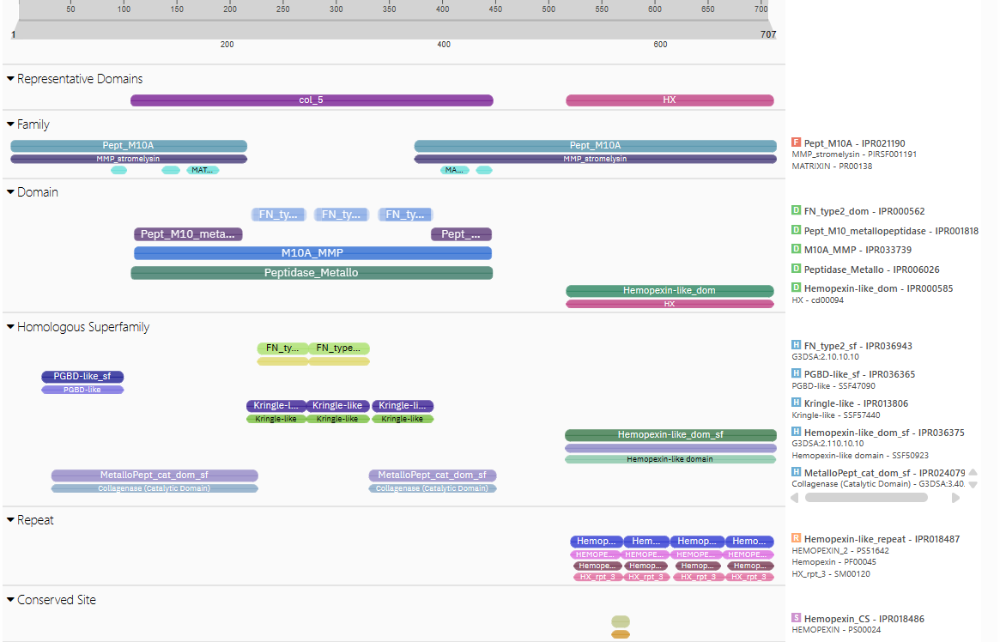 50 100 150 200 250 300 350 400 450 500 550 600 650 700
1 707
200 400 600
Representative Domains
col_5 HX
Family
Pept_M10A Pept_M10A Pept_M10A - IPR021190
MMP_stromelysin MMP_stromelysin MMP_stromelysin - PIRSF001191
MAT... MA... MATRIXIN - PR00138
Domain
FN_ty... FN_ty... FN_ty... FN_type2_dom - IPR000562
Pept_M10_meta... Pept_... Pept_M10_metallopeptidase - IPR001818
M10A_MMP M10A_MMP - IPR033739
Peptidase_Metallo Peptidase_Metallo - IPR006026
Hemopexin-like_dom Hemopexin-like_dom - IPR000585
HX HX - cd00094
Homologous Superfamily
FN_ty... FN_type... FN_type2_sf - IPR036943
G3DSA:2.10.10.10
PGBD-like_sf PGBD-like_sf - IPR036365
PGBD-like PGBD-like - SSF47090
Kringle-l... Kringle-like Kringle-li... Kringle-like - IPR013806
Kringle-like Kringle-like Kringle-like Kringle-like - SSF57440
Hemopexin-like_dom_sf Hemopexin-like_dom_sf - IPR036375
G3DSA:2.110.10.10
Hemopexin-like domain Hemopexin-like domain - SSF50923
MetalloPept_cat_dom_sf MetalloPept_cat_dom_sf MetalloPept_cat_dom_sf - IPR024079
Collagenase (Catalytic Domain) Collagenase (Catalytic Domain) Collagenase (Catalytic Domain) - G3DSA:3.40.
Repeat
Hemop... Hem... Hemop... Hemo... R Hemopexin-like_repeat - IPR018487
HEMOPE... HEMOPE... HEMOPE... HEMOPE... HEMOPEXIN_2 - PS51642
Hemope... Hemop... Hemop... Hemop... Hemopexin - PF00045
HX_rpt_3 HX_rpt_3 HX_rpt_3 HX_rpt_3 HX_rpt_3 - SM00120
Conserved Site
S Hemopexin_CS - IPR018486
HEMOPEXIN - PS00024